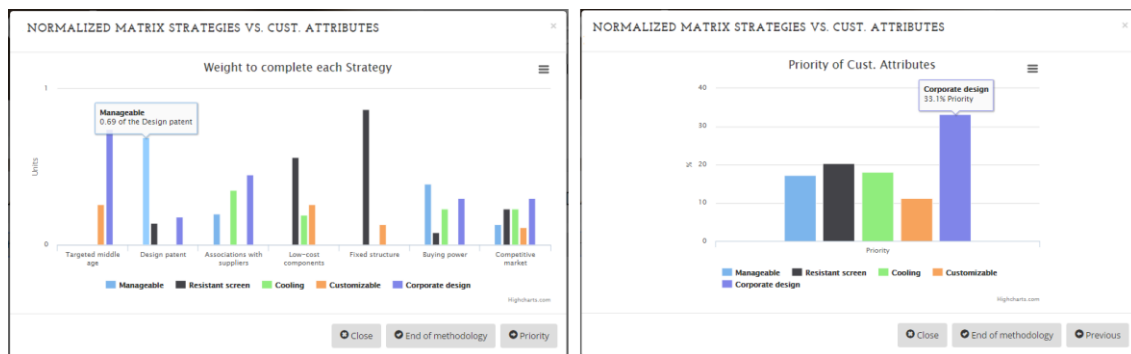 NORMALIZED MATRIX STRATEGIES VS. CUST. ATTRIBUTES
×
Weight to complete each Strategy
1
Manageable
0.69 of the Design patent
Units
0
Targeted middle age
Design patent
Associations with suppliers
Low-cost components
Fixed structure
Buying power
Competitive market
Manageable
Resistant screen
Cooling
Customizable
Corporate design
Highcharts.com
Close
End of methodology
Priority
NORMALIZED MATRIX STRATEGIES VS. CUST. ATTRIBUTES
×
Priority of Cust. Attributes
40
Corporate design
33.1% Priority
30
%
20
10
0
Priority
Manageable
Resistant screen
Cooling
Customizable
Corporate design
Highcharts.com
Close
End of methodology
Previous